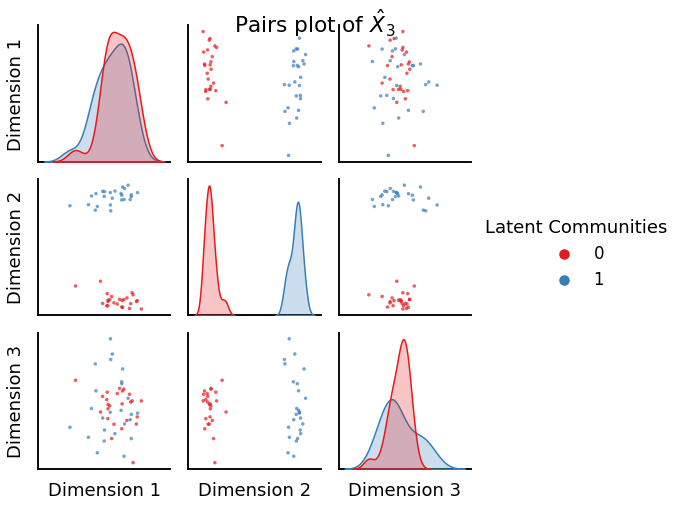 Pairs plot of X̂₃
Dimension 1
Dimension 2
Dimension 3
Latent Communities
0
1
Dimension 1
Dimension 2
Dimension 3